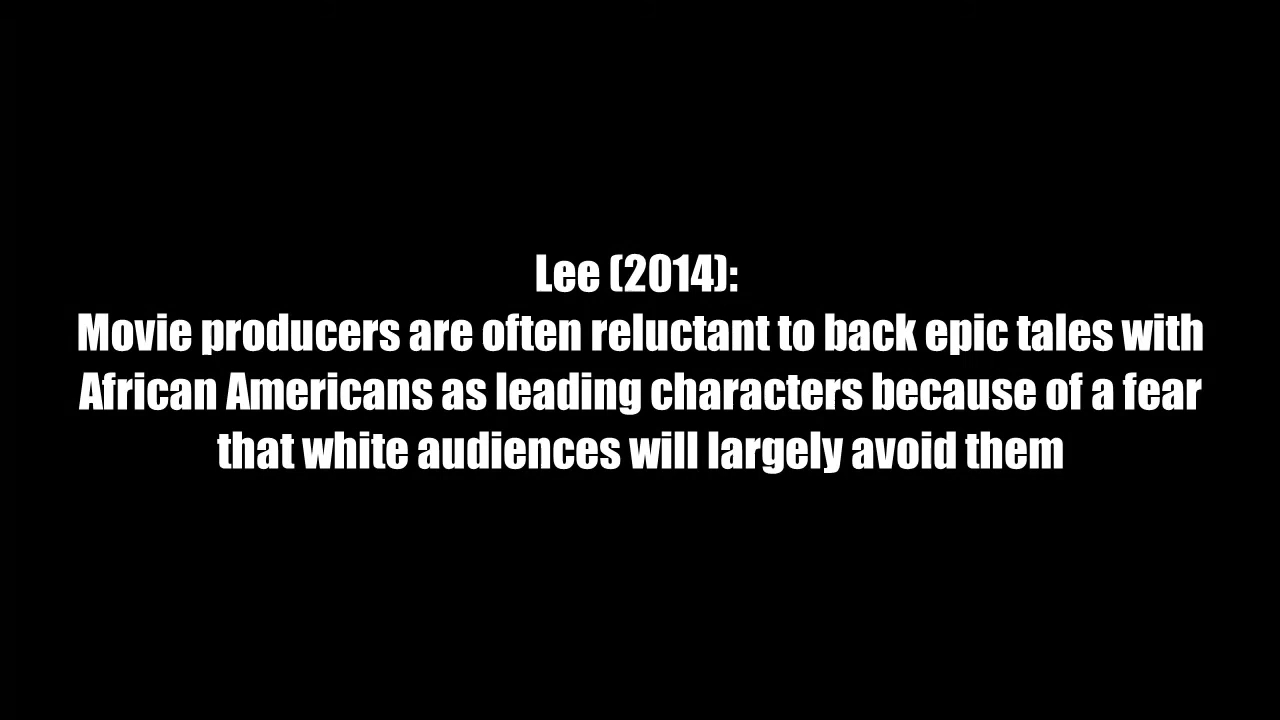 Lee (2014):
Movie producers are often reluctant to back epic tales with
African Americans as leading characters because of a fear
that white audiences will largely avoid them